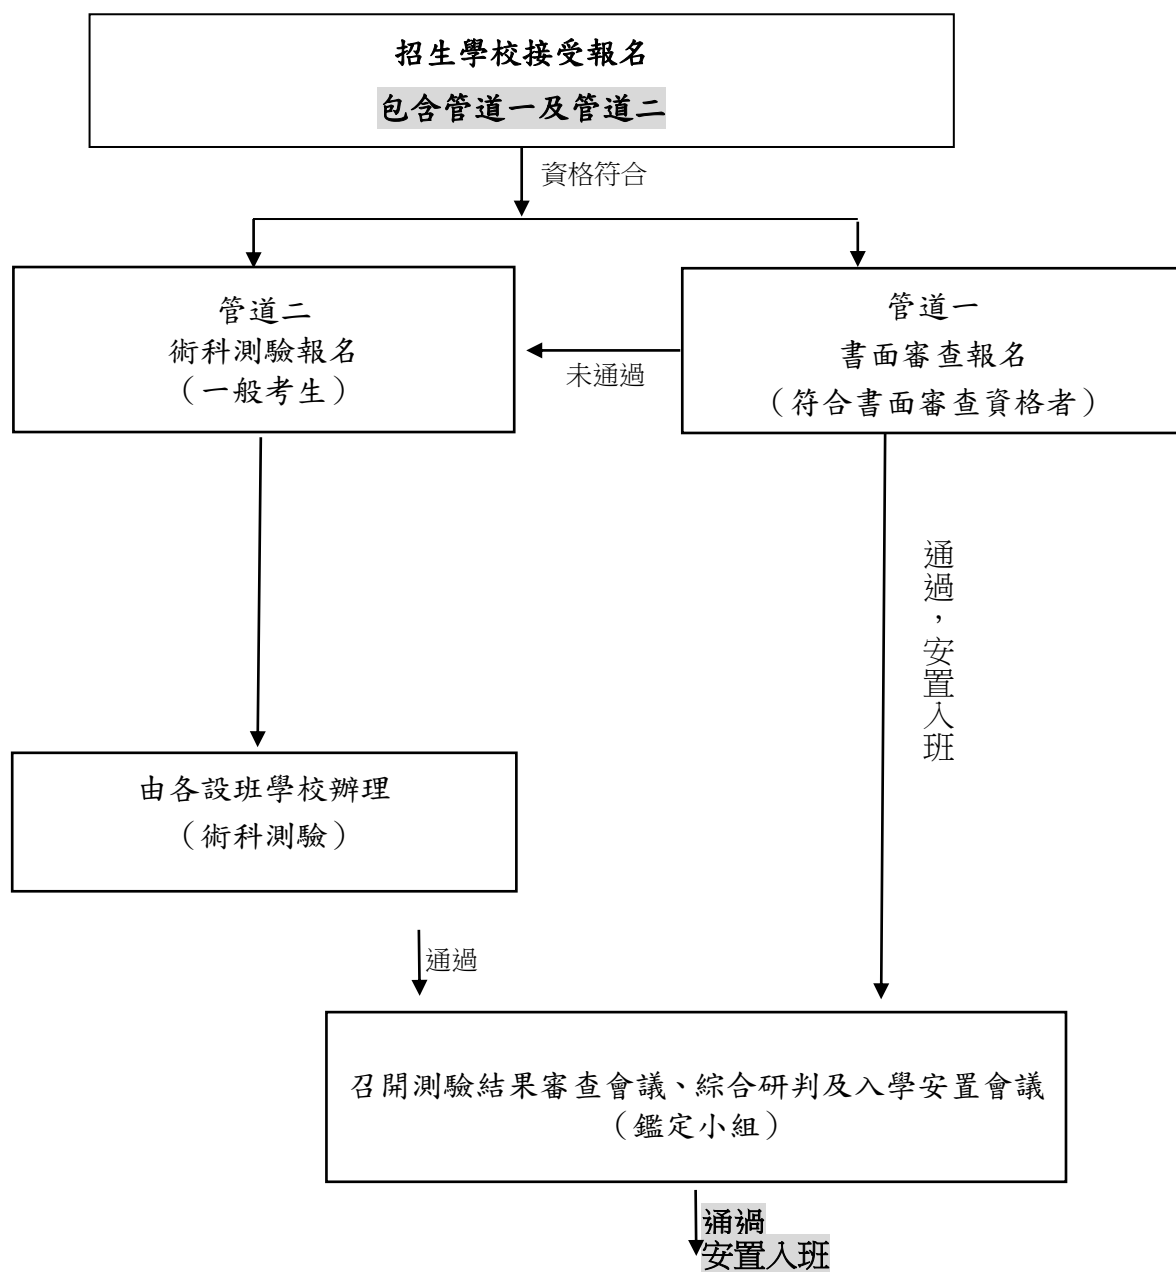 招生學校接受報名
包含管道一及管道二
資格符合
管道二
術科測驗報名
（一般考生）
未通過
管道一
書面審查報名
（符合書面審查資格者）
通過，安置入班
由各設班學校辦理
（術科測驗）
通過
召開測驗結果審查會議、綜合研判及入學安置會議
（鑑定小組）
通過
安置入班